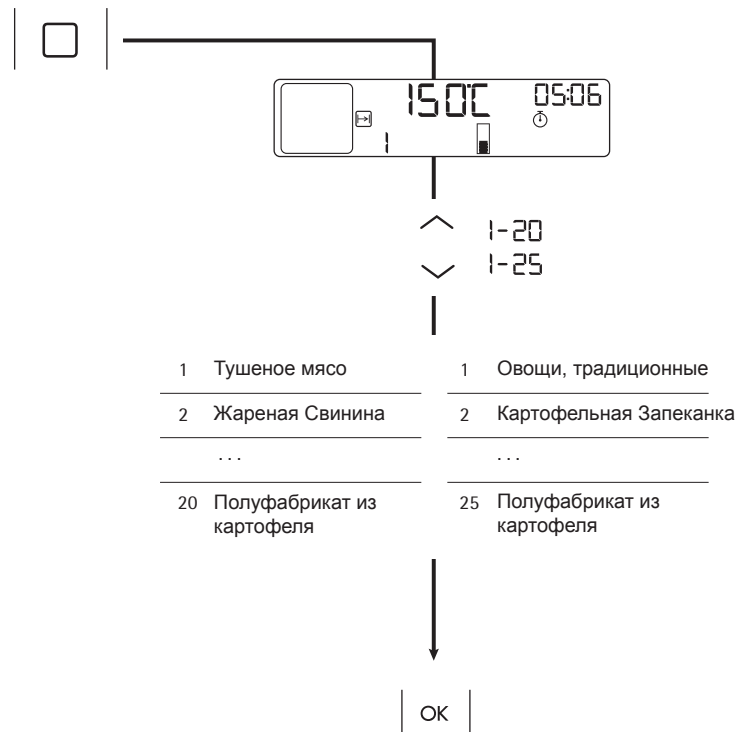 150°C 05:06
1
1-20
1-25
1 Тушеное мясо
2 Жареная Свинина
...
20 Полуфабрикат из
картофеля
1 Овощи, традиционные
2 Картофельная Запеканка
...
25 Полуфабрикат из
картофеля
OK